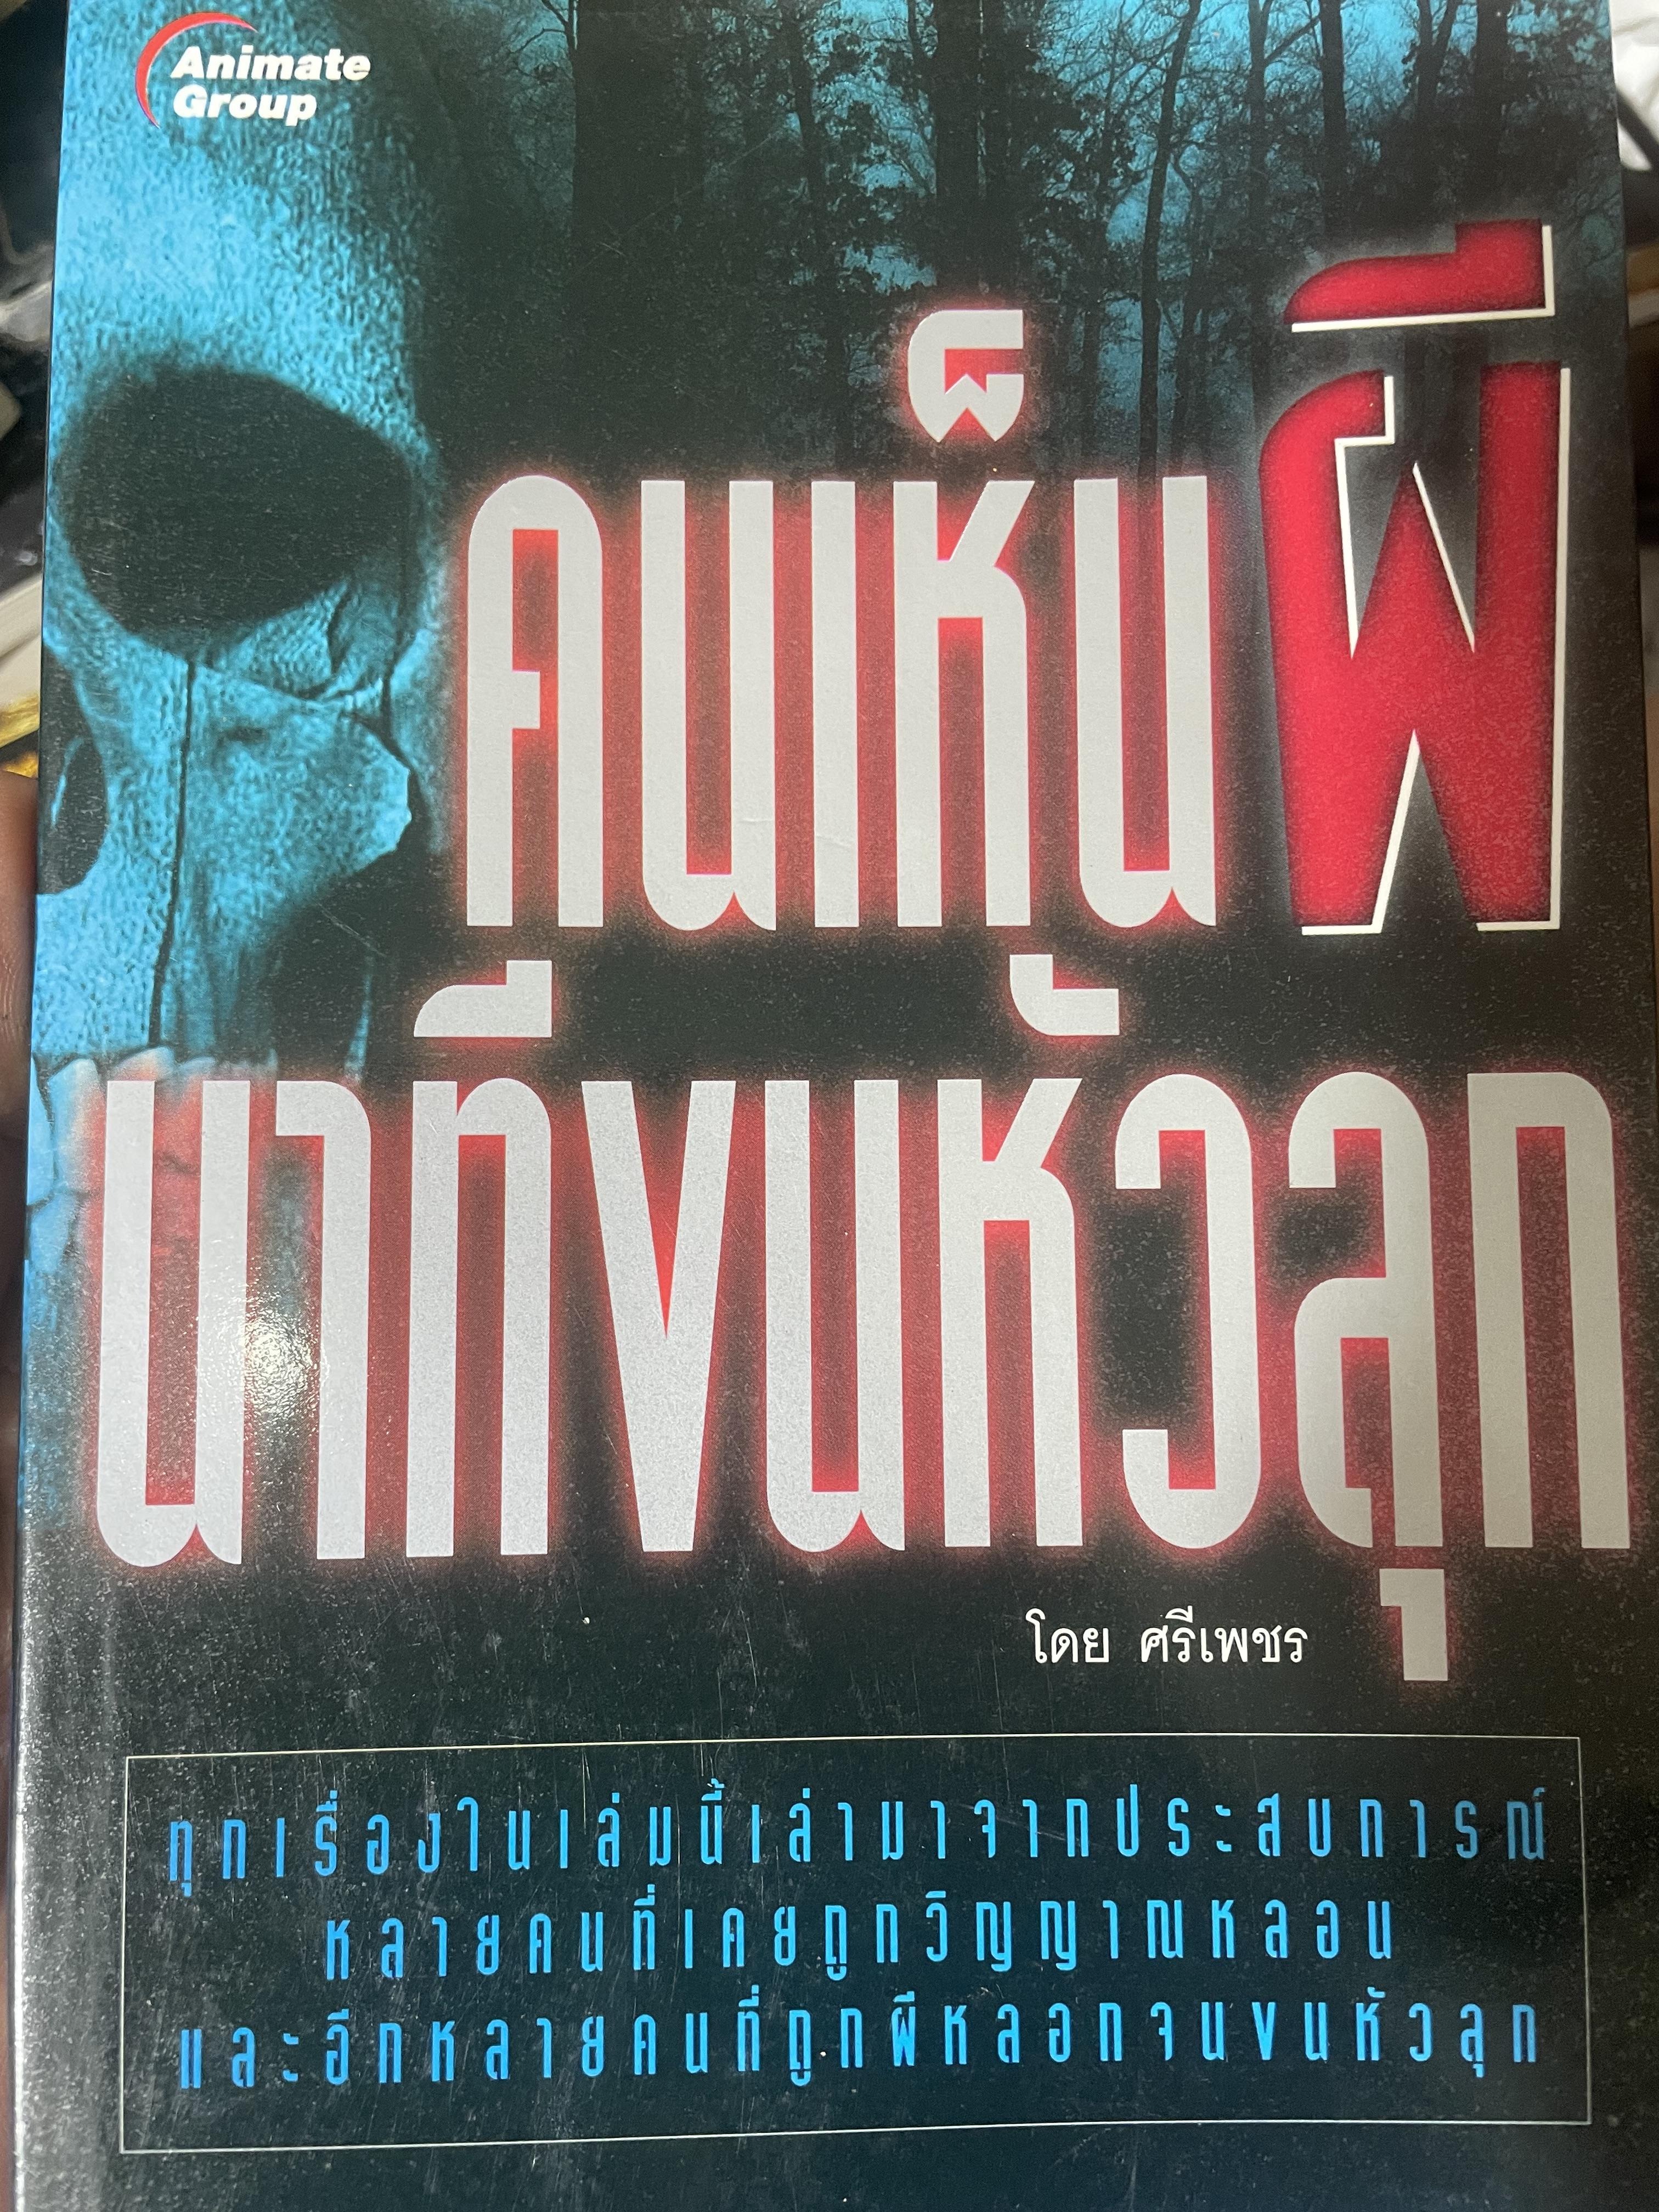 Animate
Group
คนเห็นผี
นาทีขนหัวลุก
โดย ศรีเพชร
ทุกเรื่องในเล่มนี้เล่ามาจากประสบการณ์
หลายคนที่เคยถูกวิญญาณหลอน
และอีกหลายคนที่ถูกผีหลอกจนขนหัวลุก